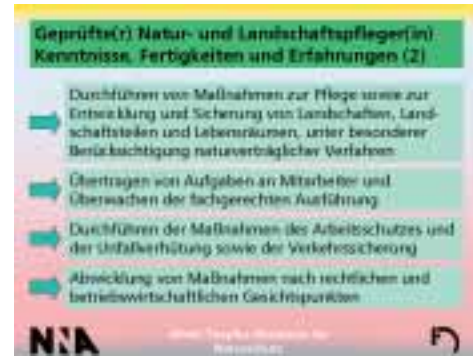 Geprüfte(r) Natur- und Landschaftspfleger(in)
Kenntnisse, Fertigkeiten und Erfahrungen (2)
Durchführen von Maßnahmen zur Pflege sowie zur
Entwicklung und Sicherung von Landschaften, Land-
schaftsteilen und Lebensräumen, unter besonderer
Berücksichtigung naturverträglicher Verfahren
Übertragen von Aufgaben an Mitarbeiter und
Überwachen der fachgerechten Ausführung
Durchführen der Maßnahmen des Arbeitsschutzes und
der Unfallverhütung sowie der Verkehrssicherung
Abwicklung von Maßnahmen nach rechtlichen und
betriebswirtschaftlichen Gesichtspunkten
NNA
Naturschutz